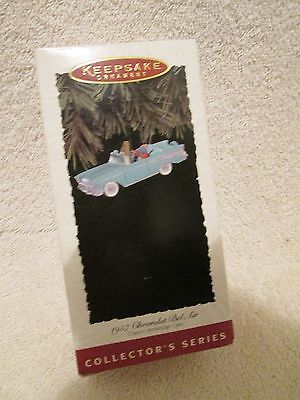 KEEPSAKE
ORNAMENT
1957 Chevrolet Bel Air
Classic American Cars
COLLECTOR'S SERIES